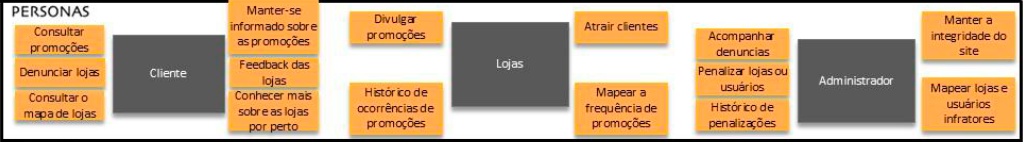 PERSONAS
Consultar
promoções
Denunciar lojas
Consultar o
mapa de lojas
Cliente
Manter-se
informado sobre
as promoções
Feedback das
lojas
Conhecer mais
sobre as lojas
por perto
Divulgar
promoções
Histórico de
ocorrências de
promoções
Lojas
Atrair clientes
Mapear a
frequência de
promoções
Acompanhar
denuncias
Penalizar lojas ou
usuários
Histórico de
penalizações
Administrador
Manter a
integridade do
site
Mapear lojas e
usuários
infratores